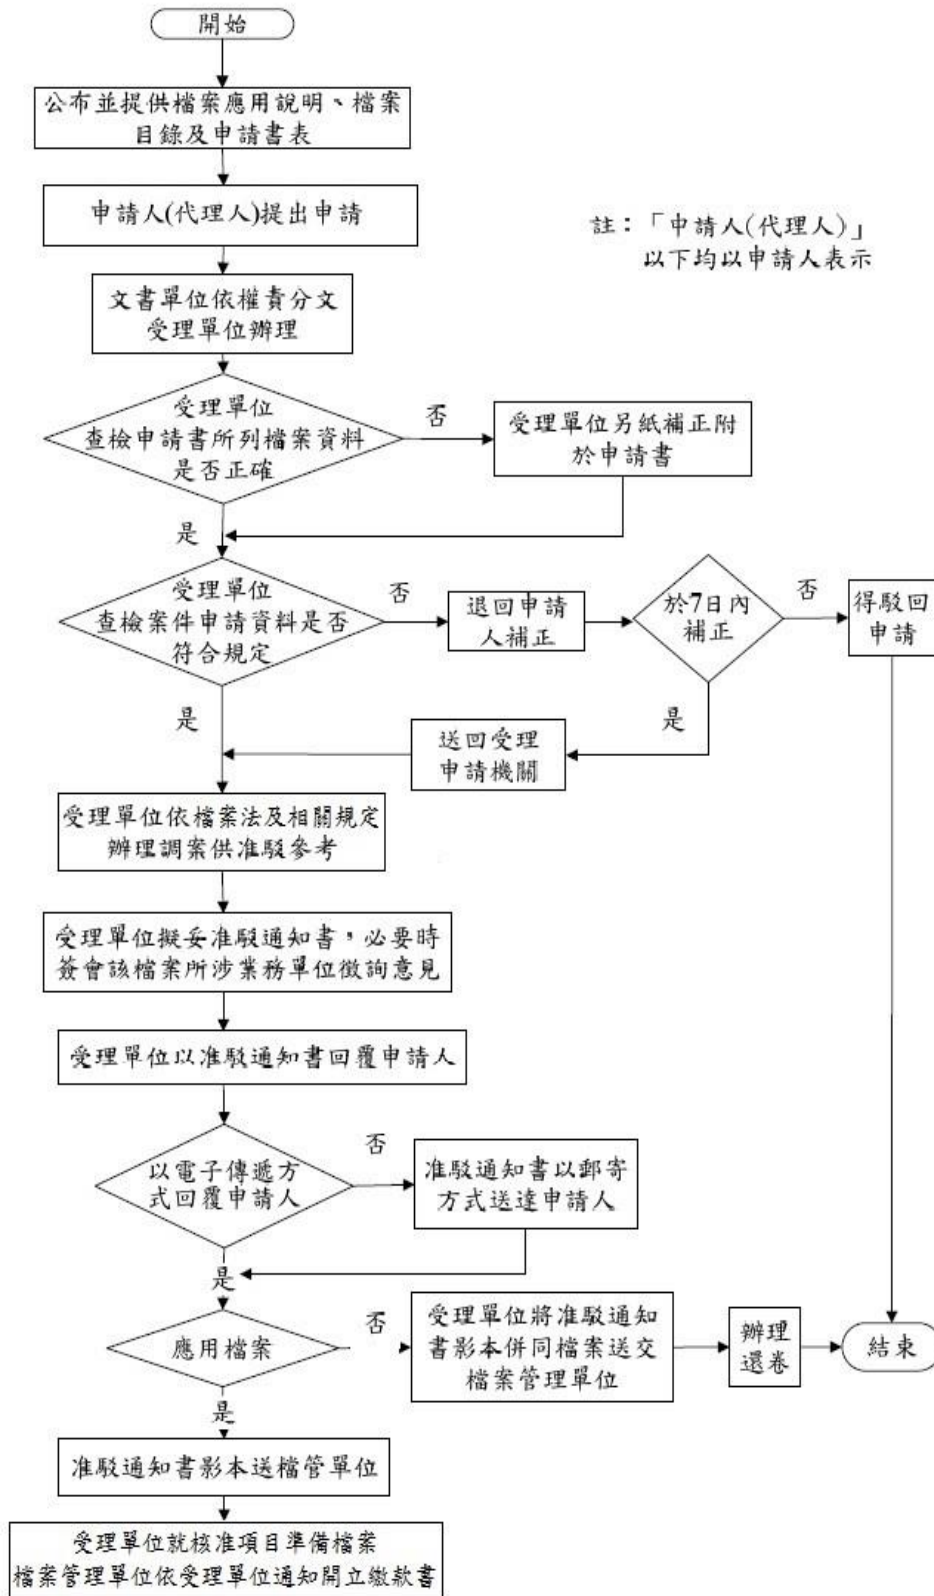 開始
公布並提供檔案應用說明、檔案
目錄及申請書表
申請人(代理人)提出申請
註：「申請人(代理人)」
以下均以申請人表示
文書單位依權責分文
受理單位辦理
受理單位
查檢申請書所列檔案資料
是否正確
否
受理單位另紙補正附
於申請書
是
受理單位
查檢案件申請資料是否
符合規定
否
退回申請
人補正
於7日內
補正
否
得駁回
申請
是
是
送回受理
申請機關
受理單位依檔案法及相關規定
辦理調案供准駁參考
受理單位擬妥准駁通知書，必要時
簽會該檔案所涉業務單位徵詢意見
受理單位以准駁通知書回覆申請人
以電子傳遞方
式回覆申請人
否
准駁通知書以郵寄
方式送達申請人
是
應用檔案
否
受理單位將准駁通知
書影本併同檔案送交
檔案管理單位
辦理
還卷
結束
是
准駁通知書影本送檔管單位
受理單位就核准項目準備檔案
檔案管理單位依受理單位通知開立繳款書